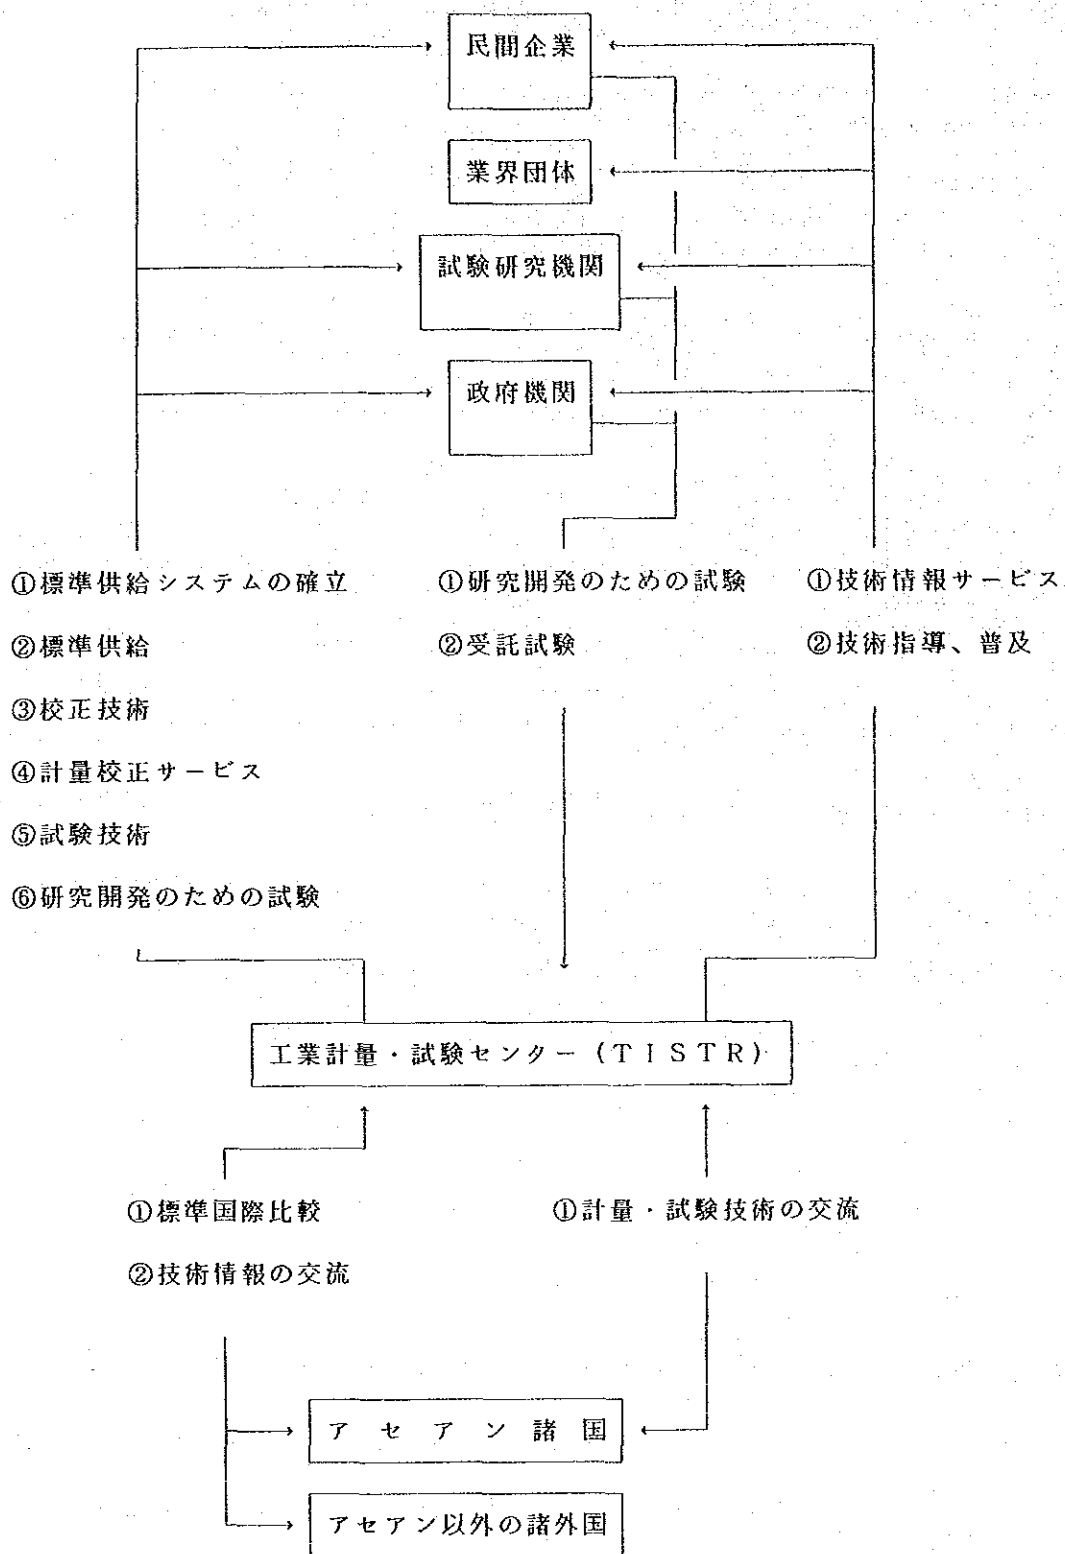 民間企業
業界団体
試験研究機関
政府機関
①標準供給システムの確立
②標準供給
③校正技術
④計量校正サービス
⑤試験技術
⑥研究開発のための試験
①研究開発のための試験
②受託試験
①技術情報サービス
②技術指導、普及
工業計量・試験センター(TISTR)
①標準国際比較
②技術情報の交流
①計量・試験技術の交流
アセアン諸国
アセアン以外の諸外国